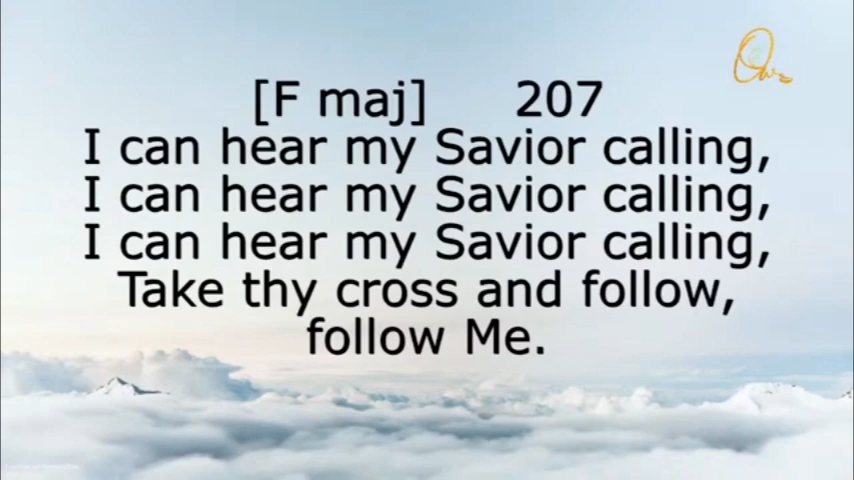 [F maj] 207
I can hear my Savior calling,
I can hear my Savior calling,
I can hear my Savior calling,
Take thy cross and follow,
follow Me.